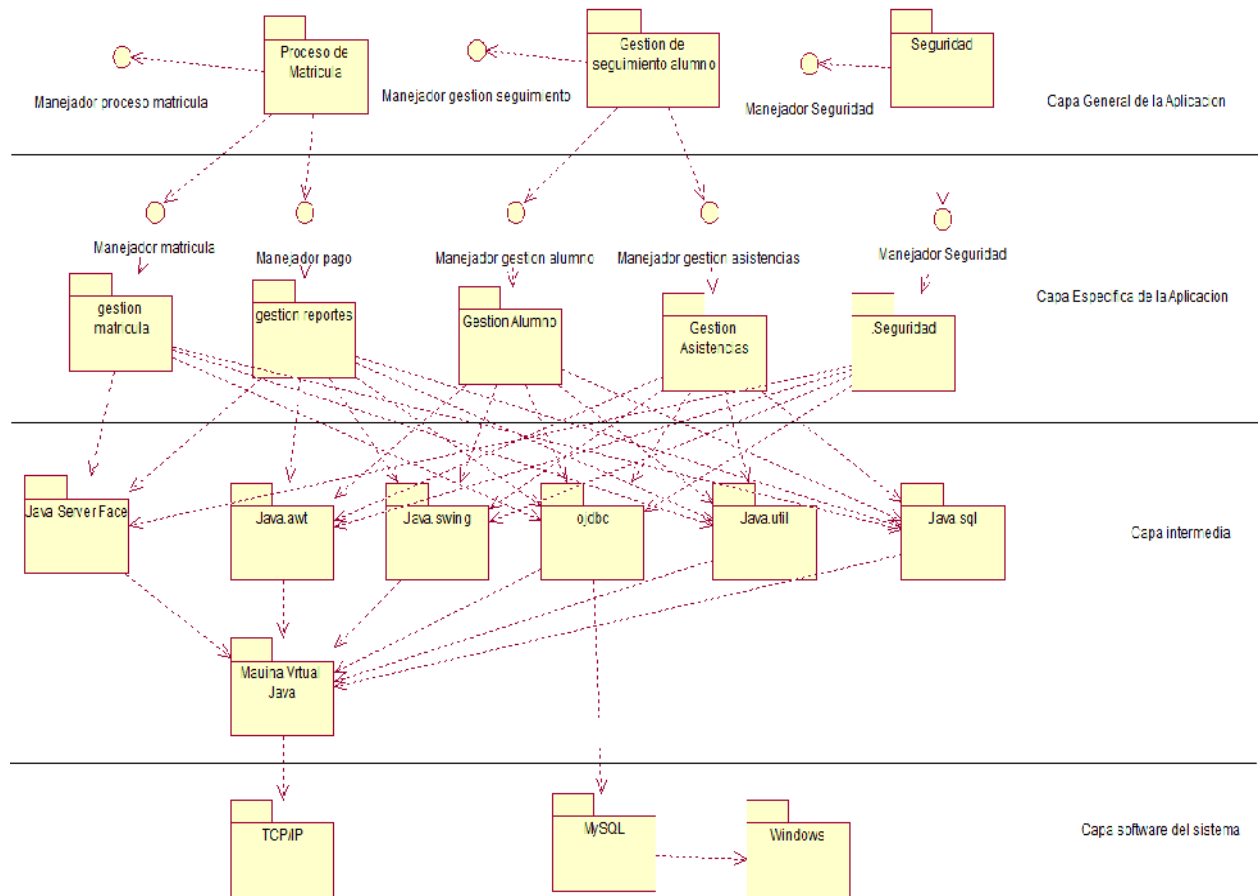 Proceso de
Matricula
Gestion de
seguimiento alumno
Seguridad
Manejador proceso matricula
Manejador gestion seguimiento
Manejador Seguridad
Capa General de la Aplicacion
Manejador matricula
Manejador pago
Manejador gestion alumno
Manejador gestion asistencias
Manejador Seguridad
gestion
matricula
gestion reportes
Gestion Alumno
Gestion
Asistencias
.Seguridad
Capa Especifica de la Aplicacion
Java Server Face
Java.awt
Java.swing
ojdbc
Java.util
Java.sql
Capa intermedia
Mauina Vrtual
Java
TCP/IP
MySQL
Windows
Capa software del sistema